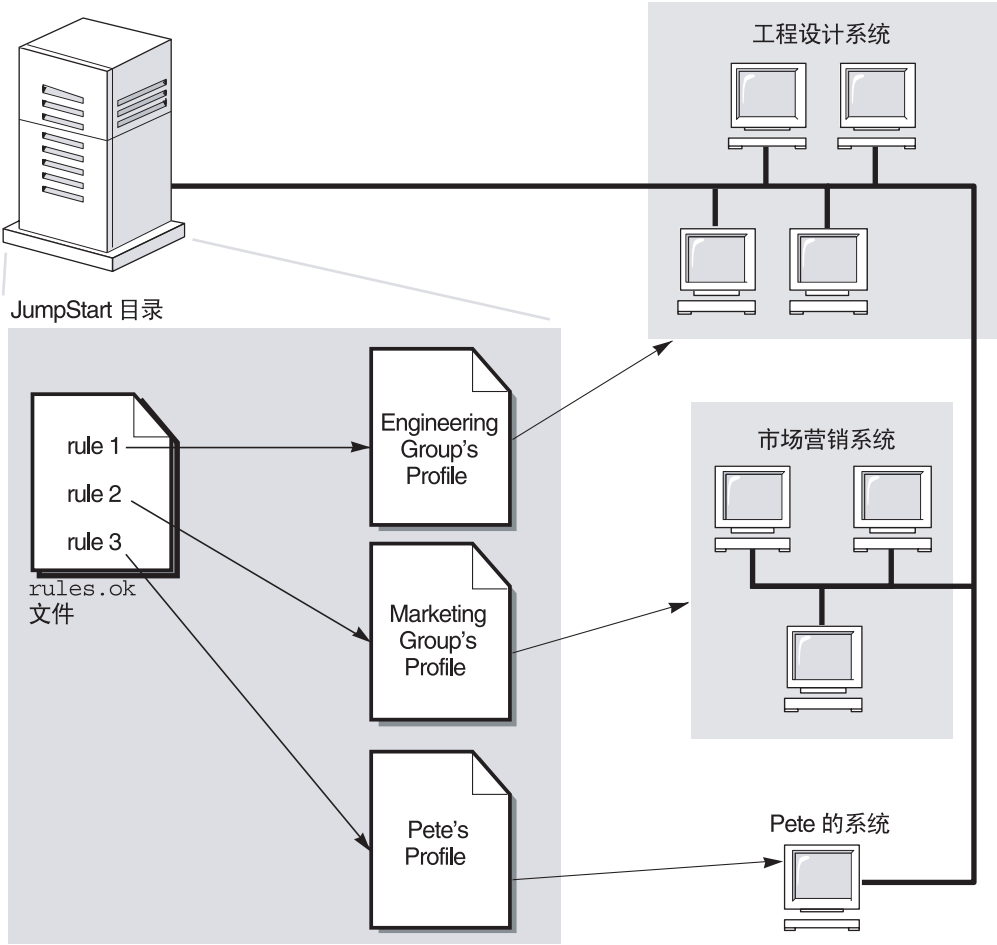 工程设计系统
JumpStart 目录
rule 1
rule 2
rule 3
rules.ok
文件
Engineering
Group's
Profile
Marketing
Group's
Profile
Pete's
Profile
市场营销系统
Pete 的系统